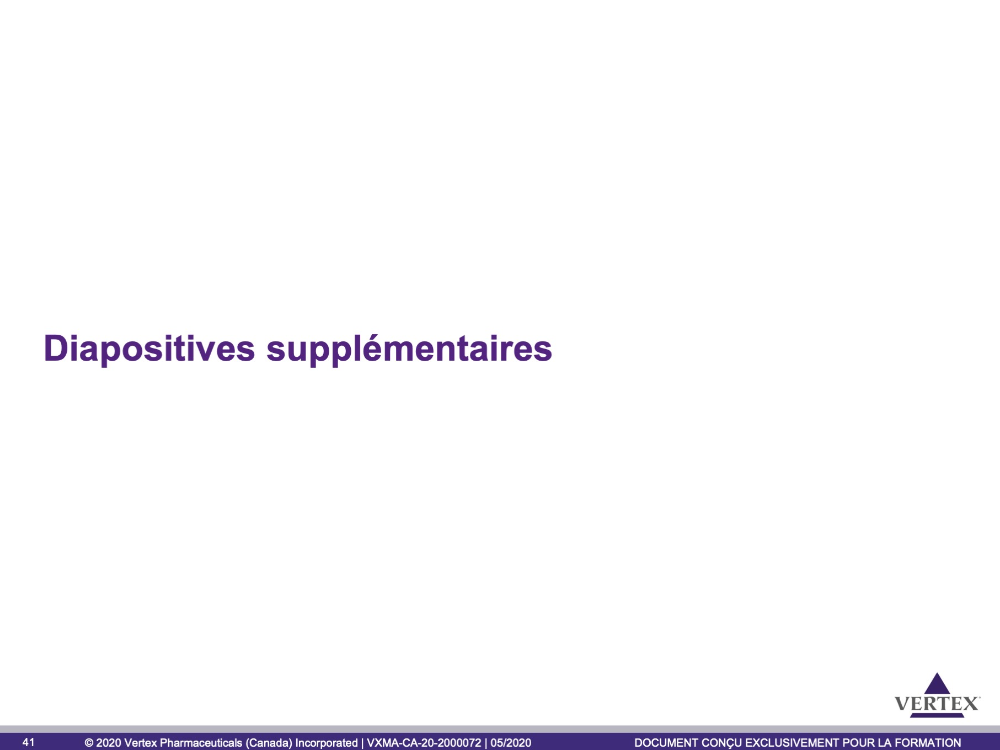 Diapositives supplémentaires
VERTEX
41 © 2020 Vertex Pharmaceuticals (Canada) Incorporated | VXMA-CA-20-2000072 | 05/2020 DOCUMENT CONÇU EXCLUSIVEMENT POUR LA FORMATION